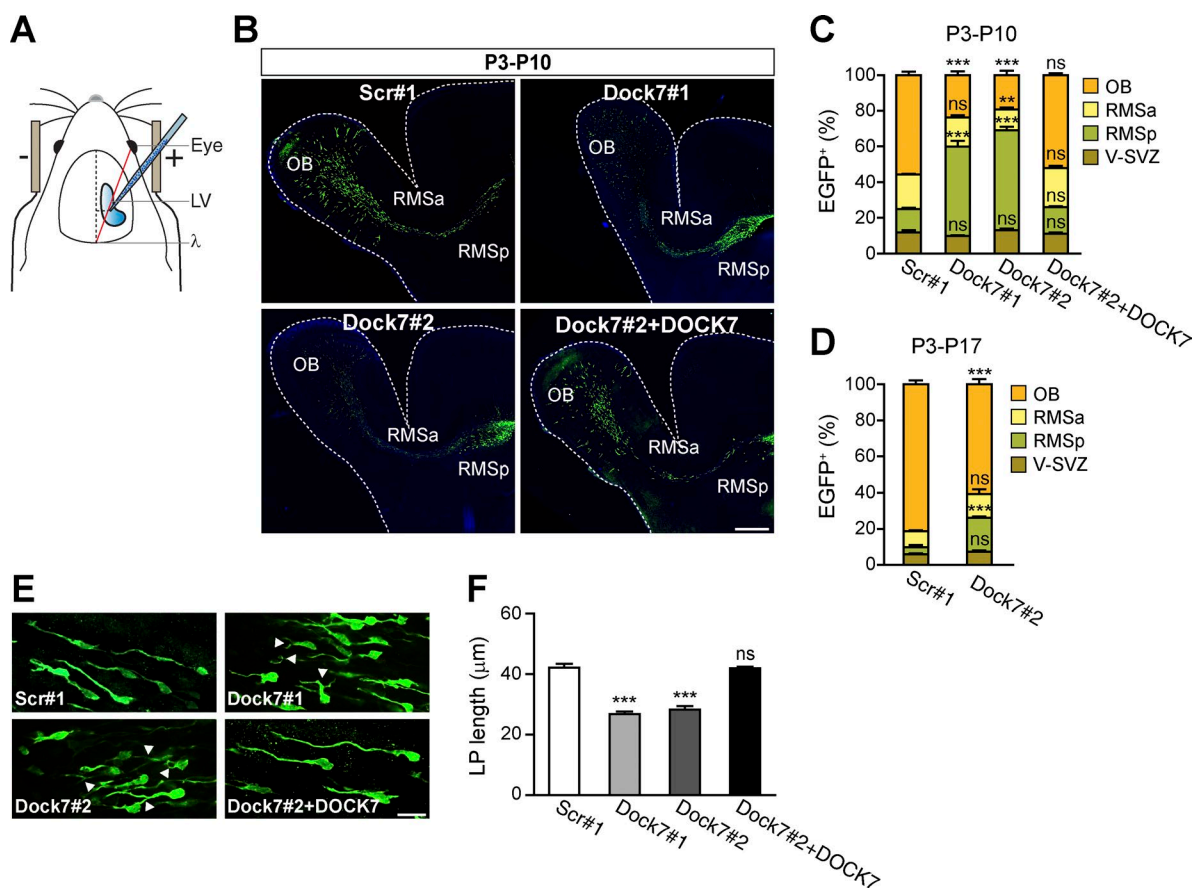 A
-
+
Eye
LV
λ
B
P3-P10
Scr#1
OB
RMSa
RMSp
Dock7#1
OB
RMSa
RMSp
Dock7#2
OB
RMSa
RMSp
Dock7#2+DOCK7
OB
RMSa
RMSp
C
P3-P10
EGFP+ (%)
100
80
60
40
20
0
*** *** ns
ns ** ns
*** *** ns
ns ns ns
OB
RMSa
RMSp
V-SVZ
Scr#1
Dock7#1
Dock7#2
Dock7#2+DOCK7
D
P3-P17
EGFP+ (%)
100
80
60
40
20
0
***
ns
***
ns
OB
RMSa
RMSp
V-SVZ
Scr#1
Dock7#2
E
Scr#1
Dock7#1
Dock7#2
Dock7#2+DOCK7
F
LP length (μm)
60
40
20
0
*** *** ns
Scr#1
Dock7#1
Dock7#2
Dock7#2+DOCK7